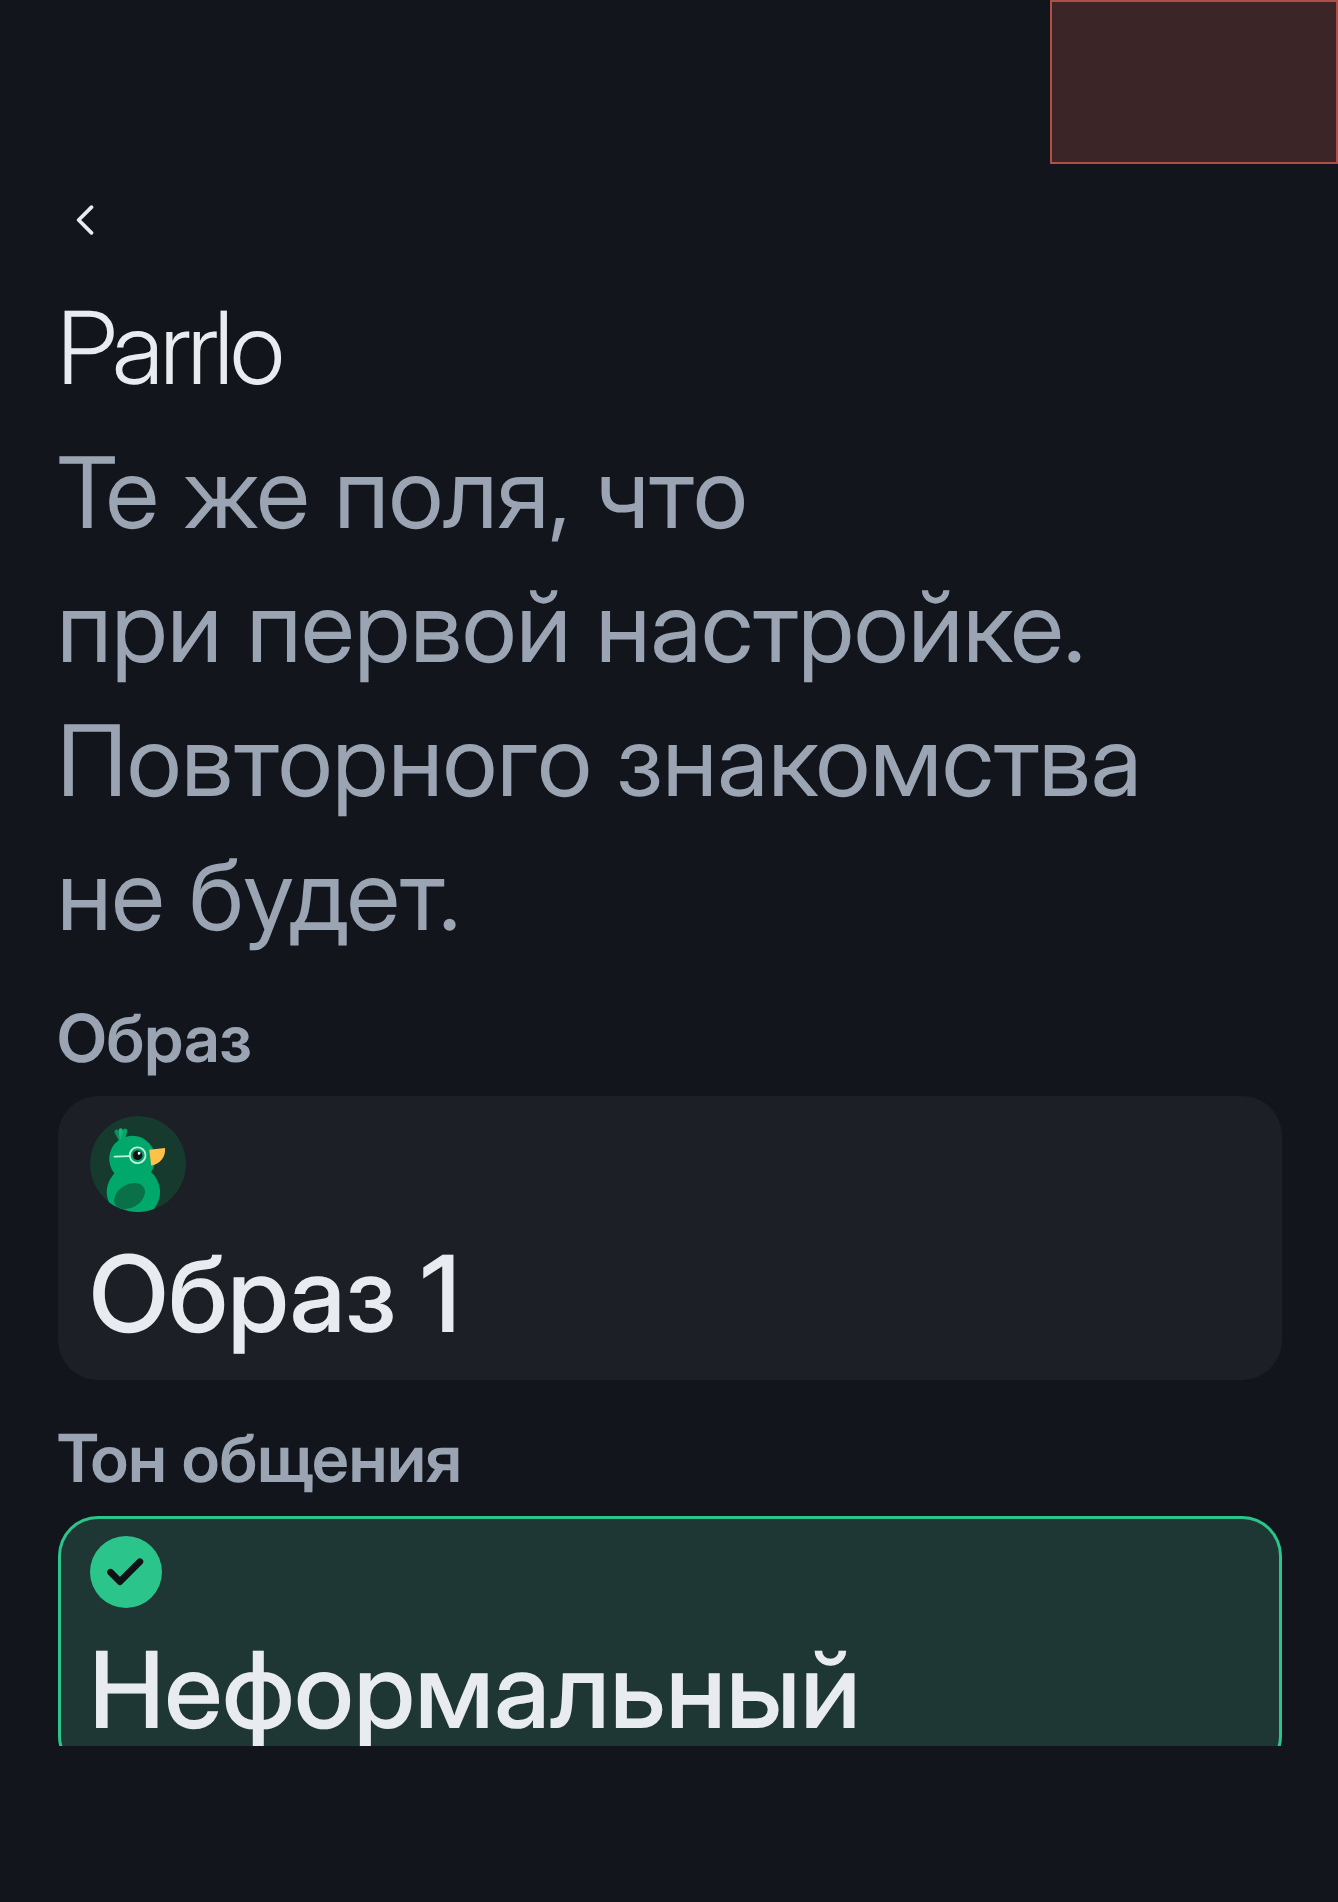 Parrlo
Те же поля, что
при первой настройке.
Повторного знакомства
не будет.
Образ
Образ 1
Тон общения
Неформальный